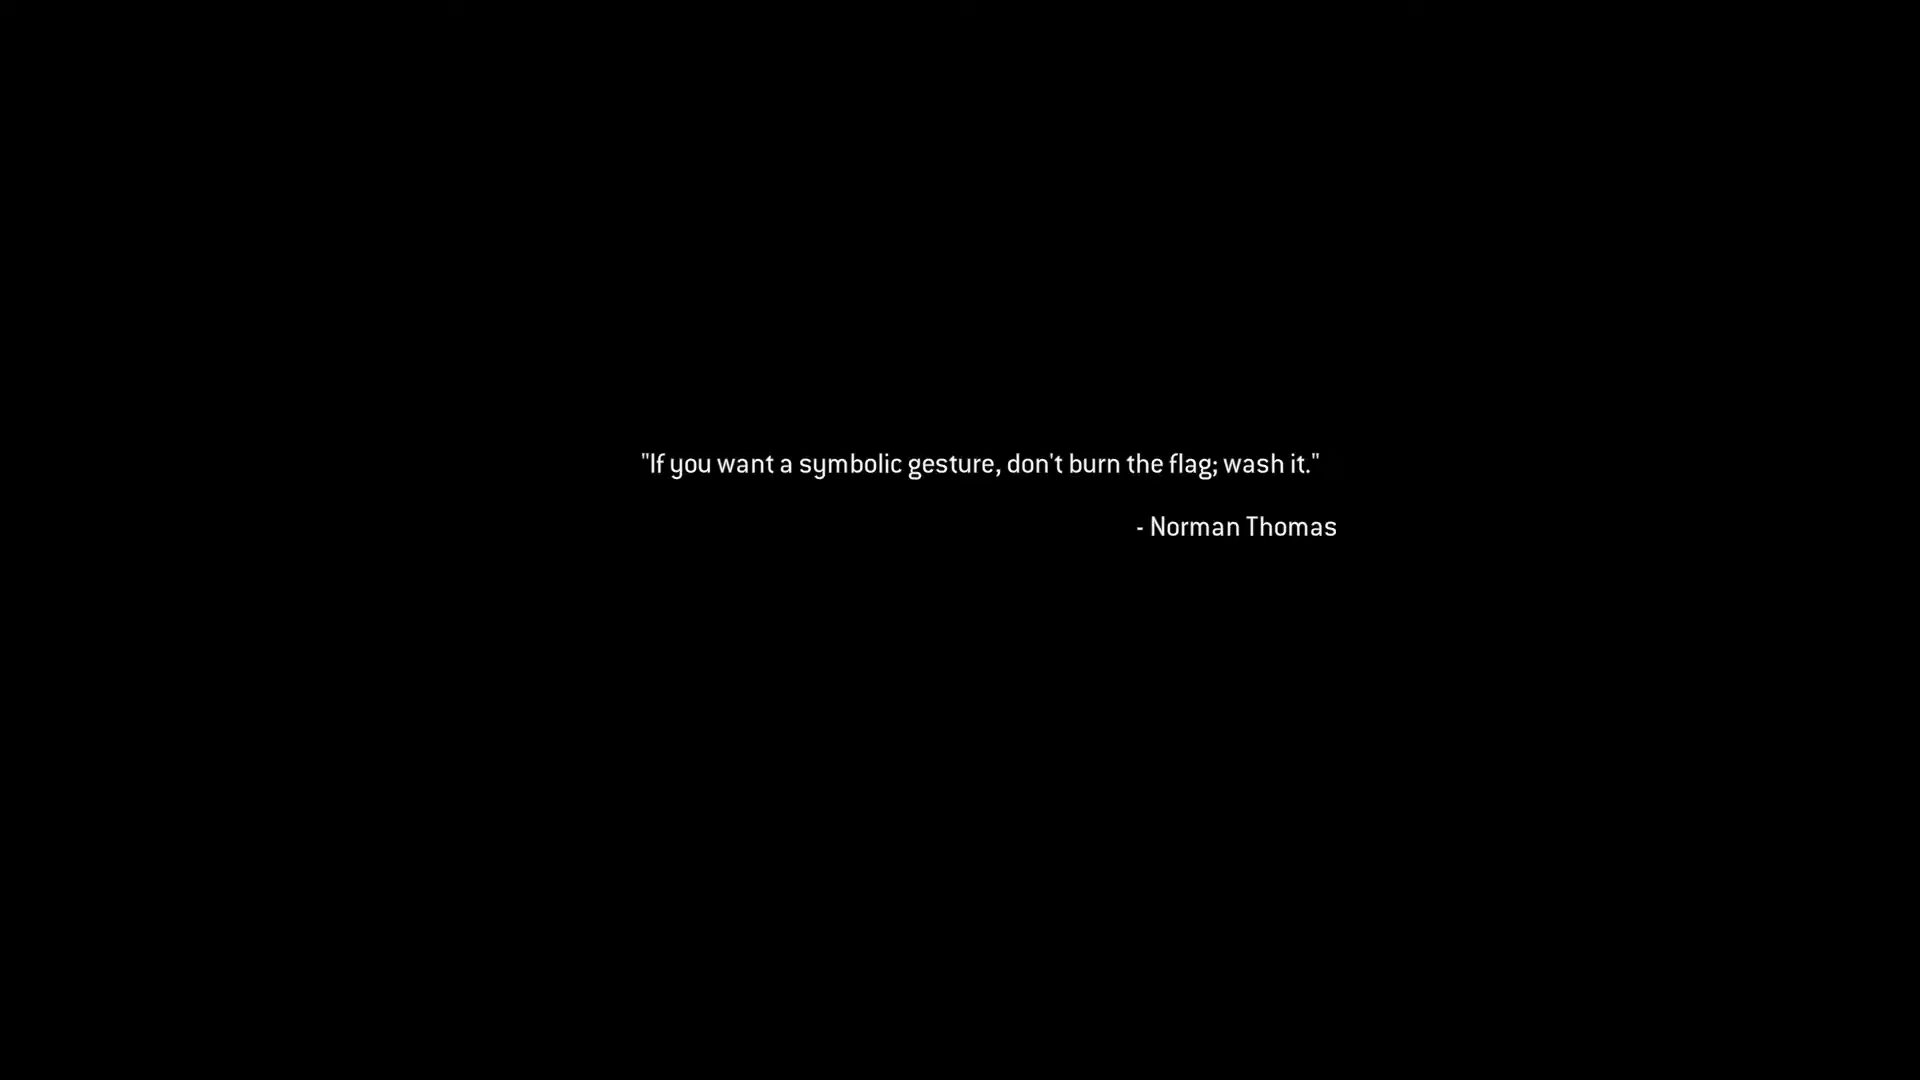 "If you want a symbolic gesture, don't burn the flag; wash it."
- Norman Thomas